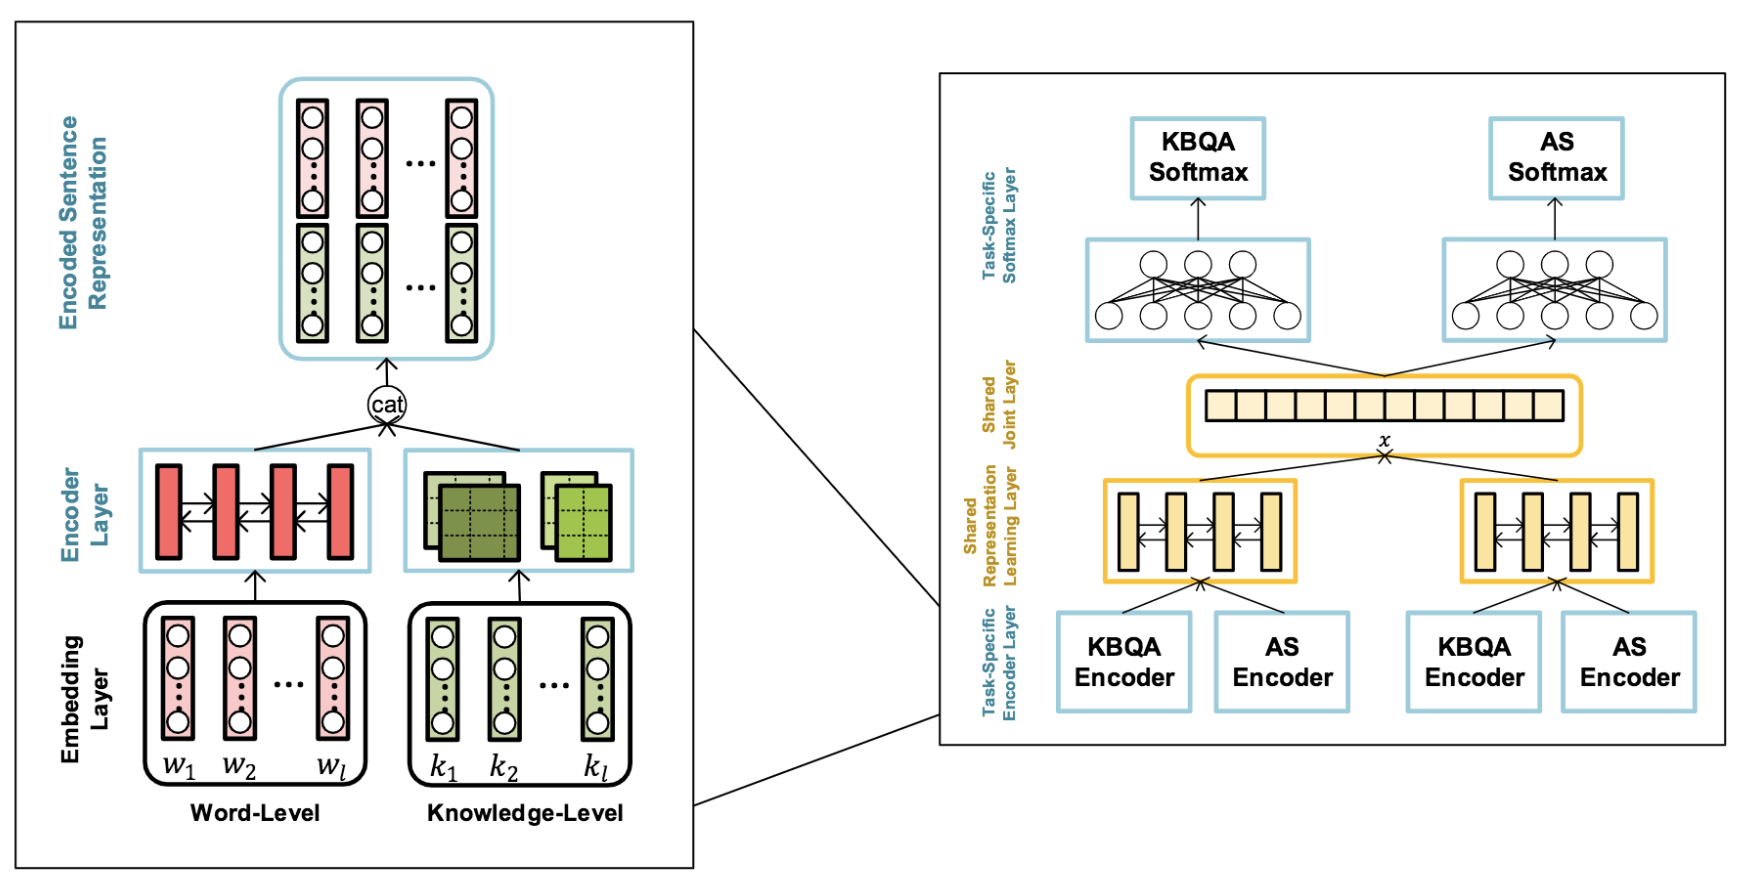 Encoded Sentence
Representation
cat
Encoder
Layer
Embedding
Layer
w1 w2 wl
k1 k2 kl
Word-Level
Knowledge-Level
KBQA
Softmax
AS
Softmax
Task-Specific
Softmax Layer
Shared
Joint Layer
x
Shared
Representation
Learning Layer
Task-Specific
Encoder Layer
KBQA
Encoder
AS
Encoder
KBQA
Encoder
AS
Encoder